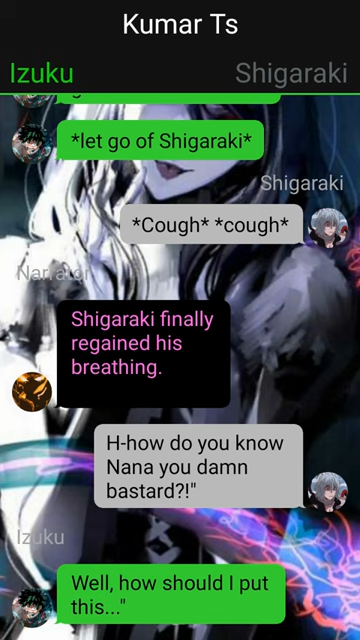 Kumar Ts
Izuku
Shigaraki
*let go of Shigaraki*
Shigaraki
*Cough* *cough*
Narrator
Shigaraki finally
regained his
breathing.
H-how do you know
Nana you damn
bastard?!"
Izuku
Well, how should I put
this..."